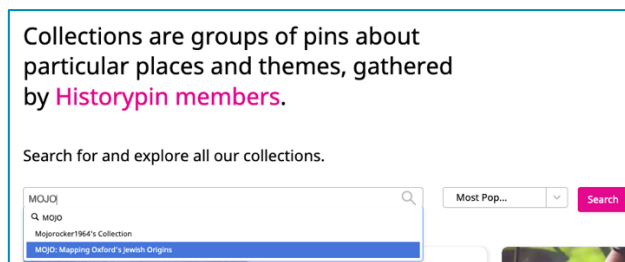 Collections are groups of pins about
particular places and themes, gathered
by Historypin members.
Search for and explore all our collections.
MOJO Most Pop... Search
MOJO
Mojorocker1964's Collection
MOJO: Mapping Oxford's Jewish Origins